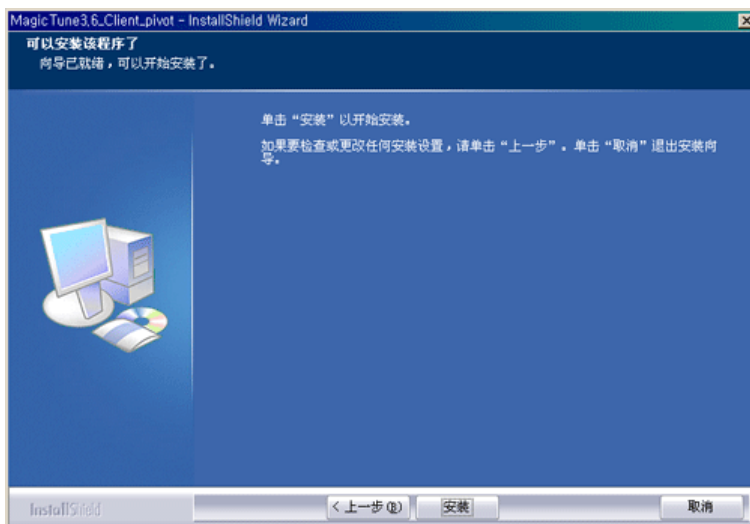 MagicTune3,6_Client_pivot - InstallShield Wizard
可以安装该程序了
向导已就绪，可以开始安装了。
单击“安装”以开始安装。
如果要检查或更改任何安装设置，请单击“上一步”。单击“取消”退出安装向
导。
InstallShield
< 上一步(B)
安装
取消